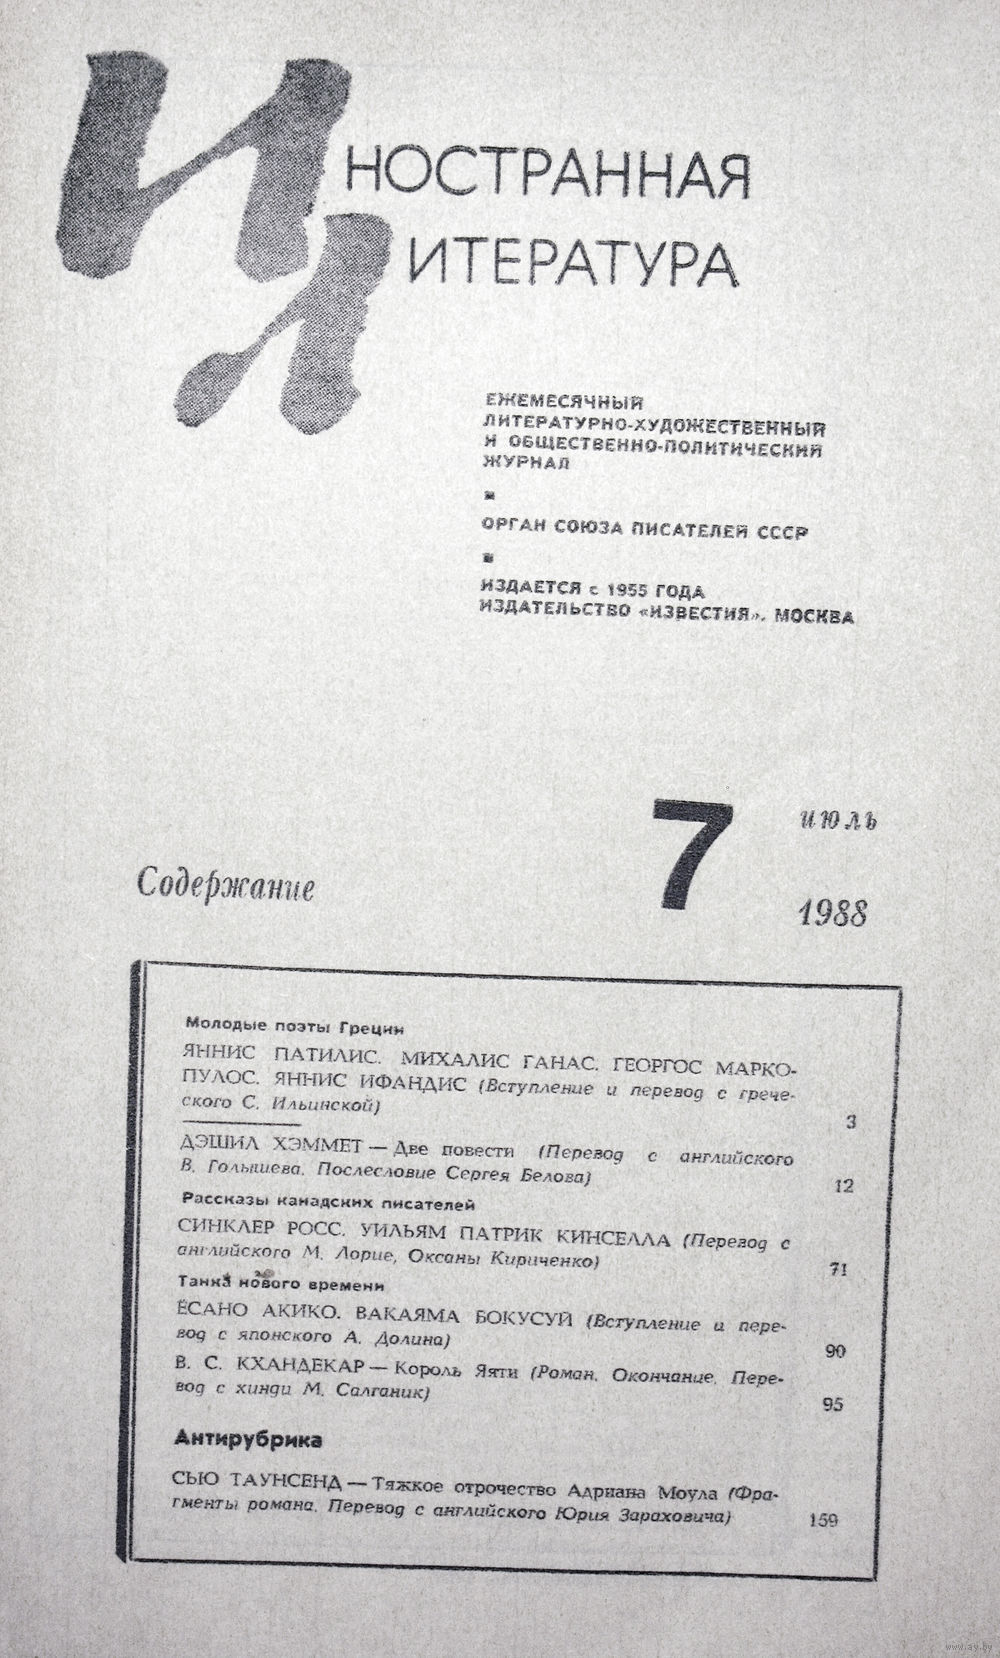 ИНОСТРАННАЯ
ЛИТЕРАТУРА
ЕЖЕМЕСЯЧНЫЙ
ЛИТЕРАТУРНО-ХУДОЖЕСТВЕННЫЙ
И ОБЩЕСТВЕННО-ПОЛИТИЧЕСКИЙ
ЖУРНАЛ
ОРГАН СОЮЗА ПИСАТЕЛЕЙ СССР
ИЗДАЕТСЯ с 1955 ГОДА
ИЗДАТЕЛЬСТВО «ИЗВЕСТИЯ». МОСКВА
7 июль
1988
Содержание
Молодые поэты Греции
ЯННИС ПАТИЛИС. МИХАЛИС ГАНАС. ГЕОРГОС МАРКО-
ПУЛОС. ЯННИС ИФАНДИС (Вступление и перевод с грече-
ского С. Ильинской) 3
ДЭШИЛ ХЭММЕТ — Две повести (Перевод с английского
В. Голышева. Послесловие Сергея Белова) 12
Рассказы канадских писателей
СИНКЛЕР РОСС. УИЛЬЯМ ПАТРИК КИНСЕЛЛА (Перевод с
английского М. Лорие, Оксаны Кириченко) 71
Танка нового времени
ЁСАНО АКИКО. ВАКАЯМА БОКУСУЙ (Вступление и пере-
вод с японского А. Долина) 90
В. С. КХАНДЕКАР — Король Яяти (Роман. Окончание. Пере-
вод с хинди М. Салганик) 95
Антирубрика
СЬЮ ТАУНСЕНД — Тяжкое отрочество Адриана Моула (Фра-
гменты романа. Перевод с английского Юрия Зараховича) 159
www.ay.by